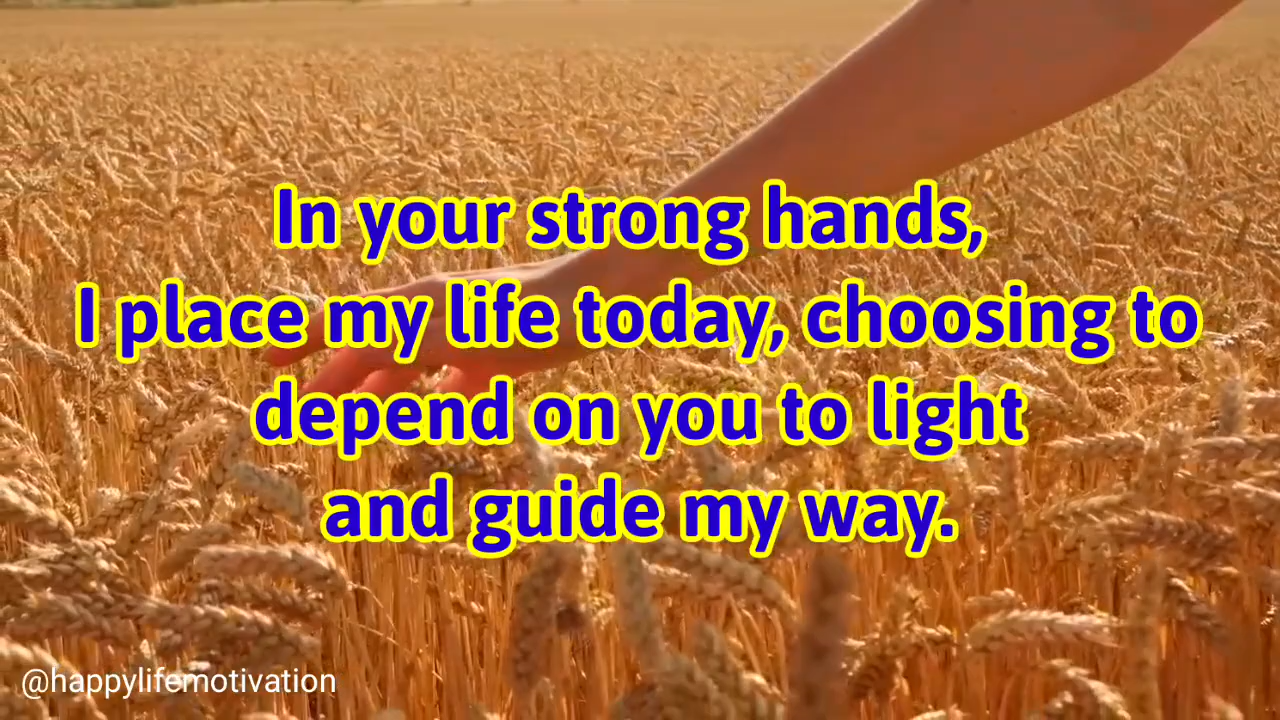 In your strong hands,
I place my life today, choosing to
depend on you to light
and guide my way.
@happylifemotivation